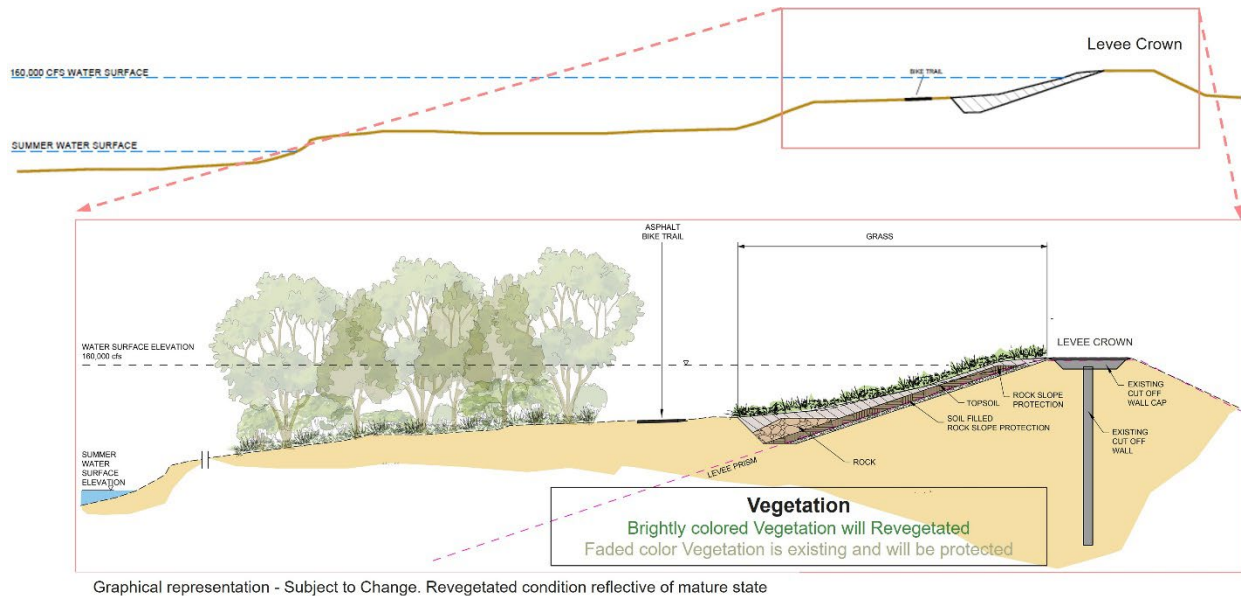 Levee Crown
160,000 CFS WATER SURFACE
BIKE TRAIL
SUMMER WATER SURFACE
ASPHALT
BIKE TRAIL
GRASS
WATER SURFACE ELEVATION
160,000 cfs
LEVEE CROWN
EXISTING
CUT OFF
WALL CAP
ROCK SLOPE
PROTECTION
TOPSOIL
SOIL FILLED
ROCK SLOPE PROTECTION
EXISTING
CUT OFF
WALL
ROCK
SUMMER
WATER
SURFACE
ELEVATION
LEVEE PRISM
Vegetation
Brightly colored Vegetation will Revegetated
Faded color Vegetation is existing and will be protected
Graphical representation - Subject to Change. Revegetated condition reflective of mature state